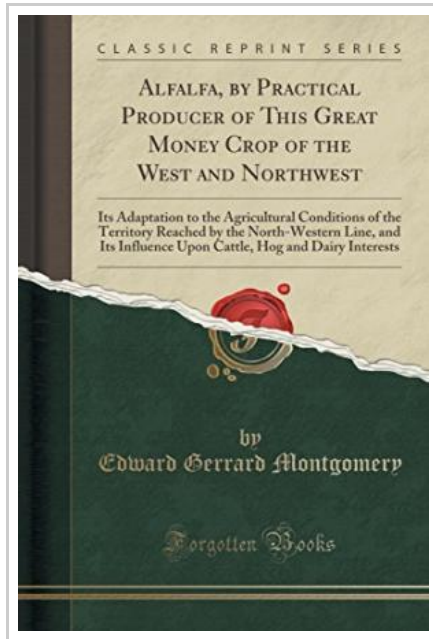 CLASSIC REPRINT SERIES
ALFALFA, BY PRACTICAL
PRODUCER OF THIS GREAT
MONEY CROP OF THE
WEST AND NORTHWEST
Its Adaptation to the Agricultural Conditions of the
Territory Reached by the North-Western Line, and
Its Influence Upon Cattle, Hog and Dairy Interests
by
Edward Gerrard Montgomery
Forgotten Books